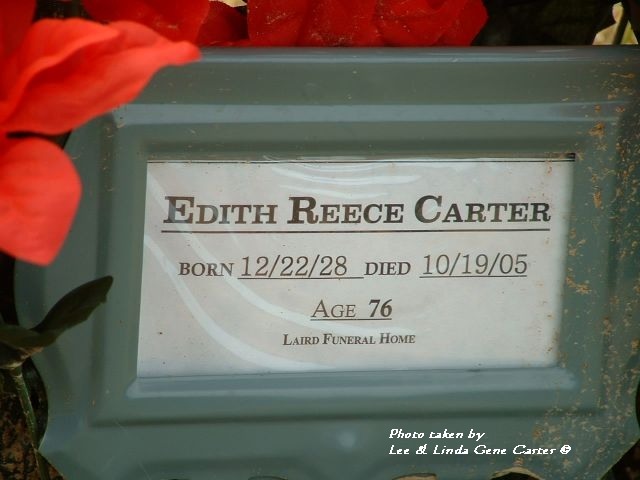 EDITH REECE CARTER
BORN 12/22/28 DIED 10/19/05
AGE 76
LAIRD FUNERAL HOME
Photo taken by
Lee & Linda Gene Carter ©